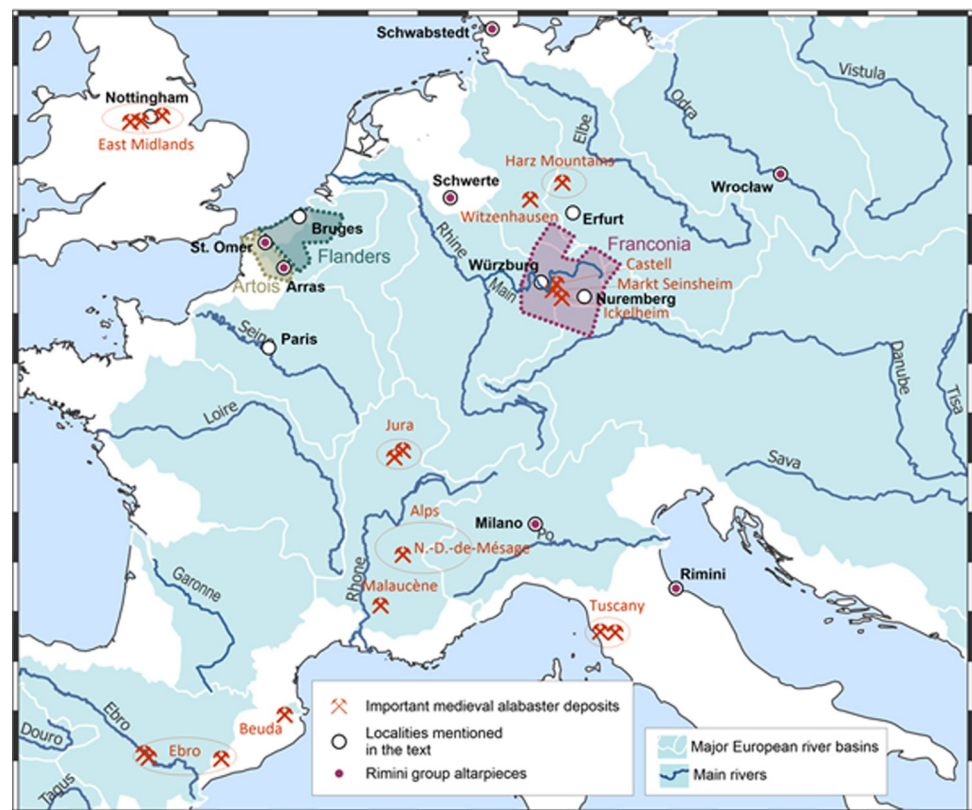 Schwabstedt
Vistula
Nottingham
Odra
Elbe
East Midlands
Harz Mountains
Schwerte
Wrocław
Witzenhausen
Erfurt
Bruges
St. Omer
Rhine
Flanders
Franconia
Würzburg
Castell
Artois
Arras
Main
Markt Seinsheim
Nuremberg
Ickelheim
Seine
Paris
Danube
Tisa
Loire
Jura
Sava
Alps
Milano
Po
N.-D.-de-Mésage
Garonne
Rhone
Malaucène
Rimini
Tuscany
Ebro
Beuda
Douro
Ebro
Tagus
Important medieval alabaster deposits
Localities mentioned
in the text
Rimini group altarpieces
Major European river basins
Main rivers